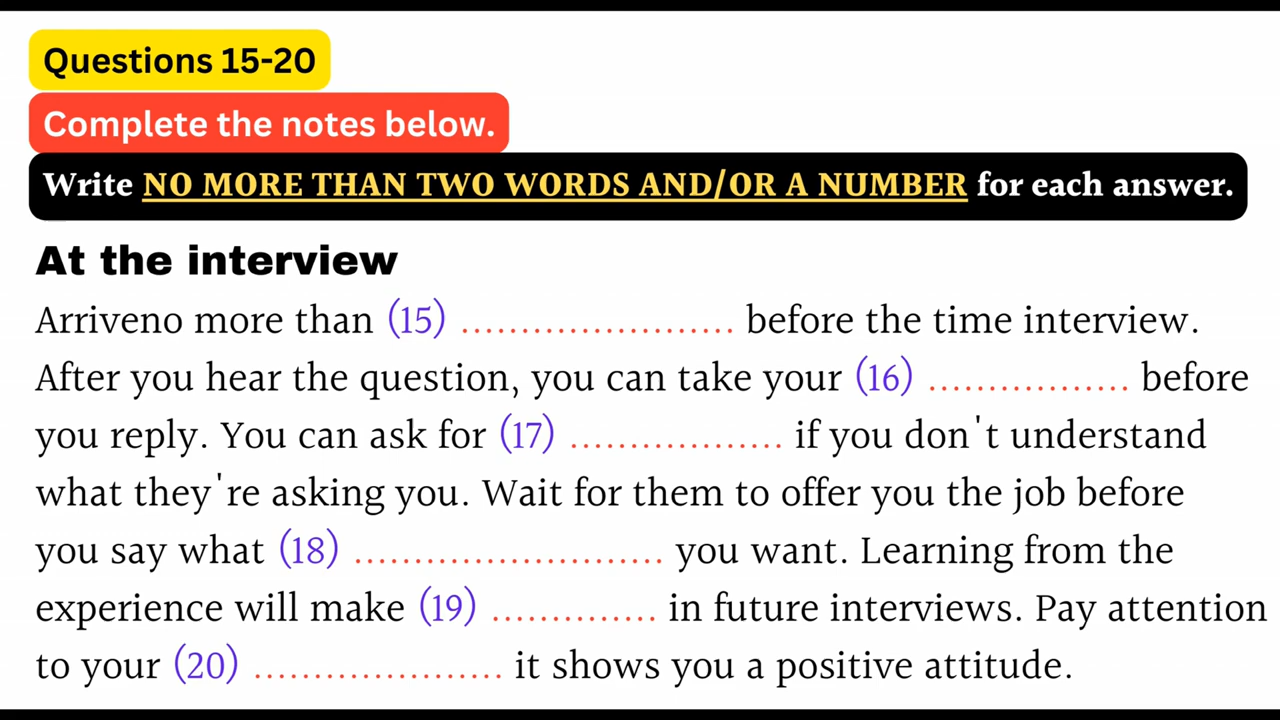 Questions 15-20
Complete the notes below.
Write NO MORE THAN TWO WORDS AND/OR A NUMBER for each answer.
At the interview
Arriveno more than (15) ....................... before the time interview.
After you hear the question, you can take your (16) ................. before
you reply. You can ask for (17) .................. if you don't understand
what they're asking you. Wait for them to offer you the job before
you say what (18) .......................... you want. Learning from the
experience will make (19) .............. in future interviews. Pay attention
to your (20) ..................... it shows you a positive attitude.